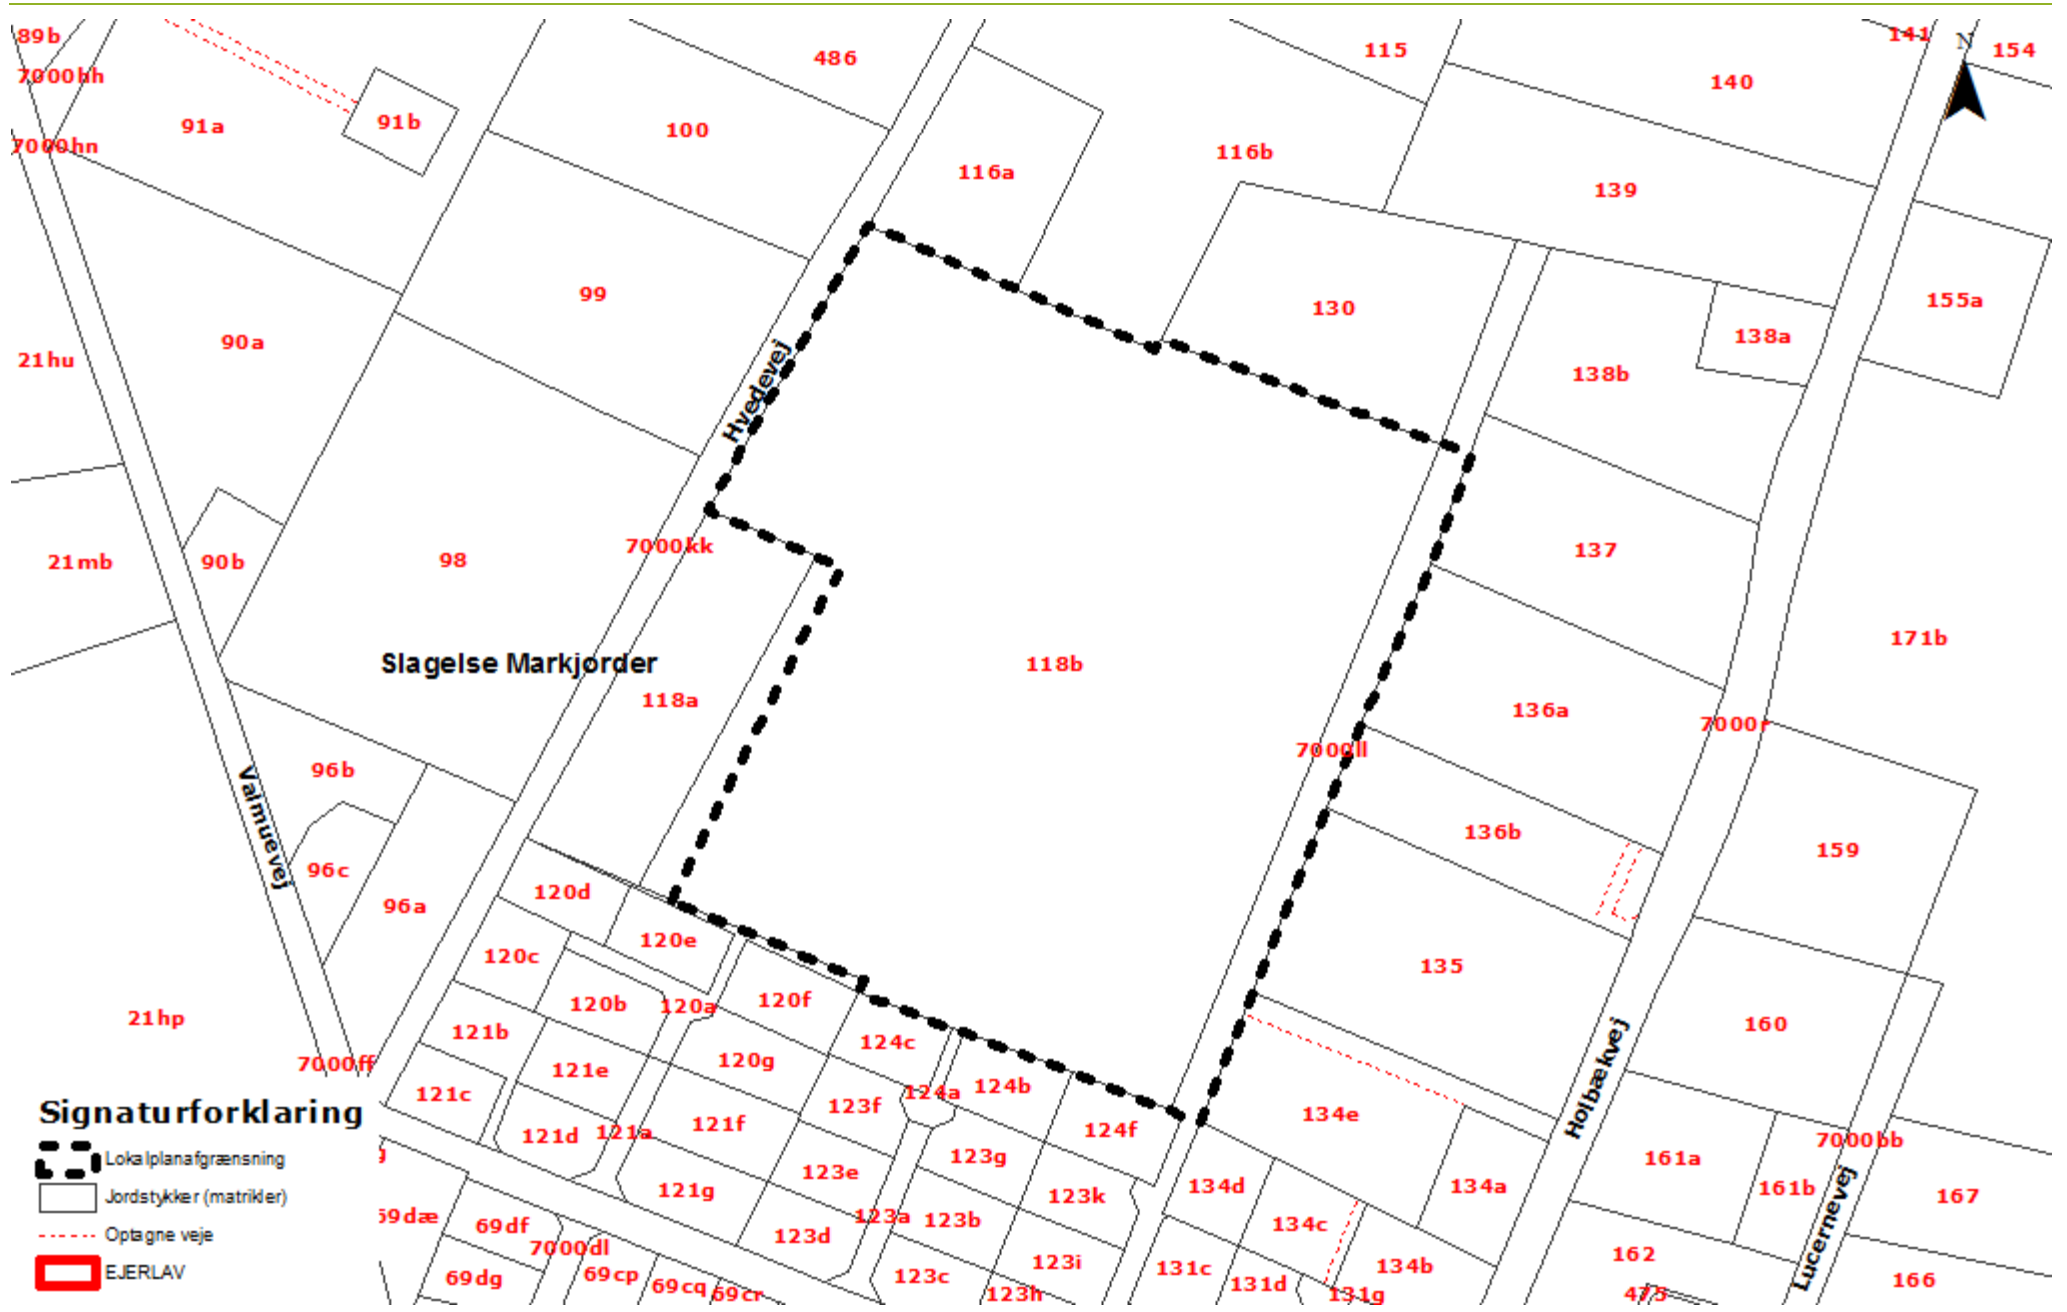 89b
486
115
141
N
154
7000hh
140
91a
91b
100
116b
7000hn
116a
139
99
130
155a
90a
138a
21hu
138b
Hvedevej
7000kk
137
21mb
90b
98
171b
Slagelse Markjorder
118b
118a
136a
7000r
7000ll
96b
Valmuevej
136b
159
96c
120d
96a
120e
120c
135
120b
120a
120f
21hp
160
121b
124c
7000ff
120g
121e
Holbækvej
124b
121c
124a
123f
134e
Signaturforklaring
121f
124f
121d
121a
7000bb
Lokalplanafgrænsning
123g
161a
123e
134d
134a
161b
121g
123k
167
Jordstykker (matrikler)
69dæ
123a
123b
69df
134c
Optagne veje
123d
7000dl
162
Lucernevej
123i
134b
131c
EJERLAV
69cp
123c
69dg
166
131d
69cq
69cr
123h
131g
475